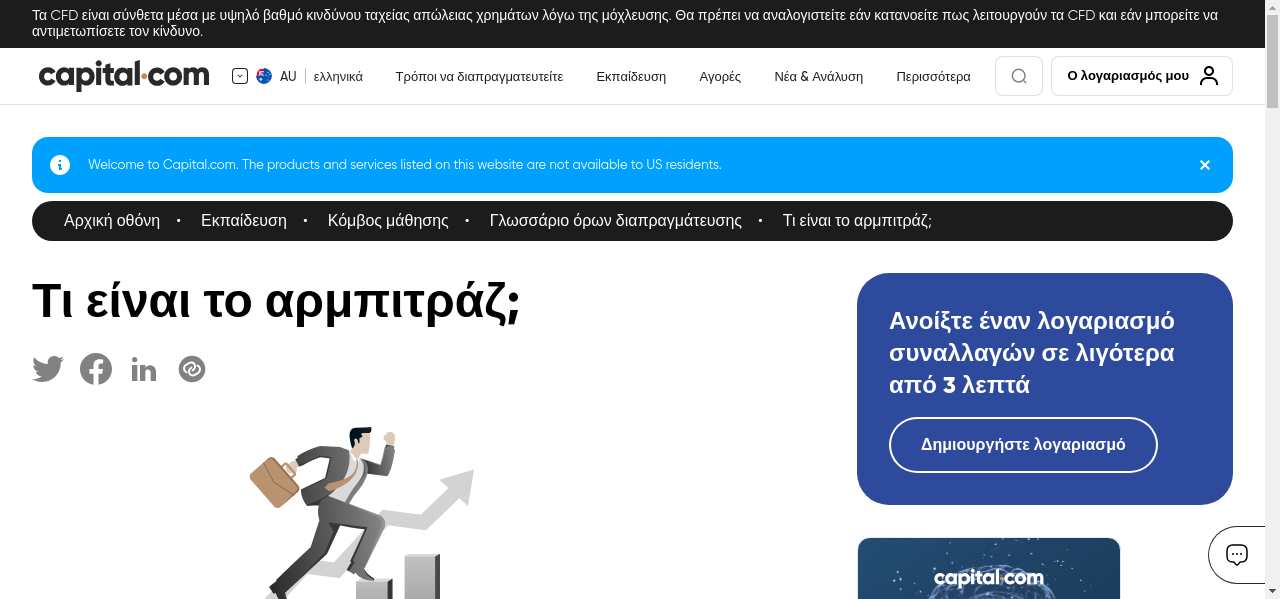 Τα CFD είναι σύνθετα μέσα με υψηλό βαθμό κινδύνου ταχείας απώλειας χρημάτων λόγω της μόχλευσης. Θα πρέπει να αναλογιστείτε εάν κατανοείτε πως λειτουργούν τα CFD και εάν μπορείτε να
αντιμετωπίσετε τον κίνδυνο.
capital.com
AU
ελληνικά
Τρόποι να διαπραγματευτείτε
Εκπαίδευση
Αγορές
Νέα & Ανάλυση
Περισσότερα
Ο λογαριασμός μου
Welcome to Capital.com. The products and services listed on this website are not available to US residents.
Αρχική οθόνη • Εκπαίδευση • Κόμβος μάθησης • Γλωσσάριο όρων διαπραγμάτευσης • Τι είναι το αρμπιτράζ;
Τι είναι το αρμπιτράζ;
Ανοίξτε έναν λογαριασμό
συναλλαγών σε λιγότερα
από 3 λεπτά
Δημιουργήστε λογαριασμό
capital.com